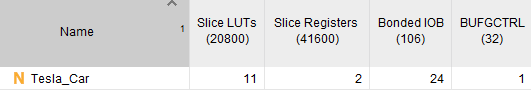 Name 1 Slice LUTs (20800) Slice Registers (41600) Bonded IOB (106) BUFGCTRL (32)
N Tesla_Car 11 2 24 1